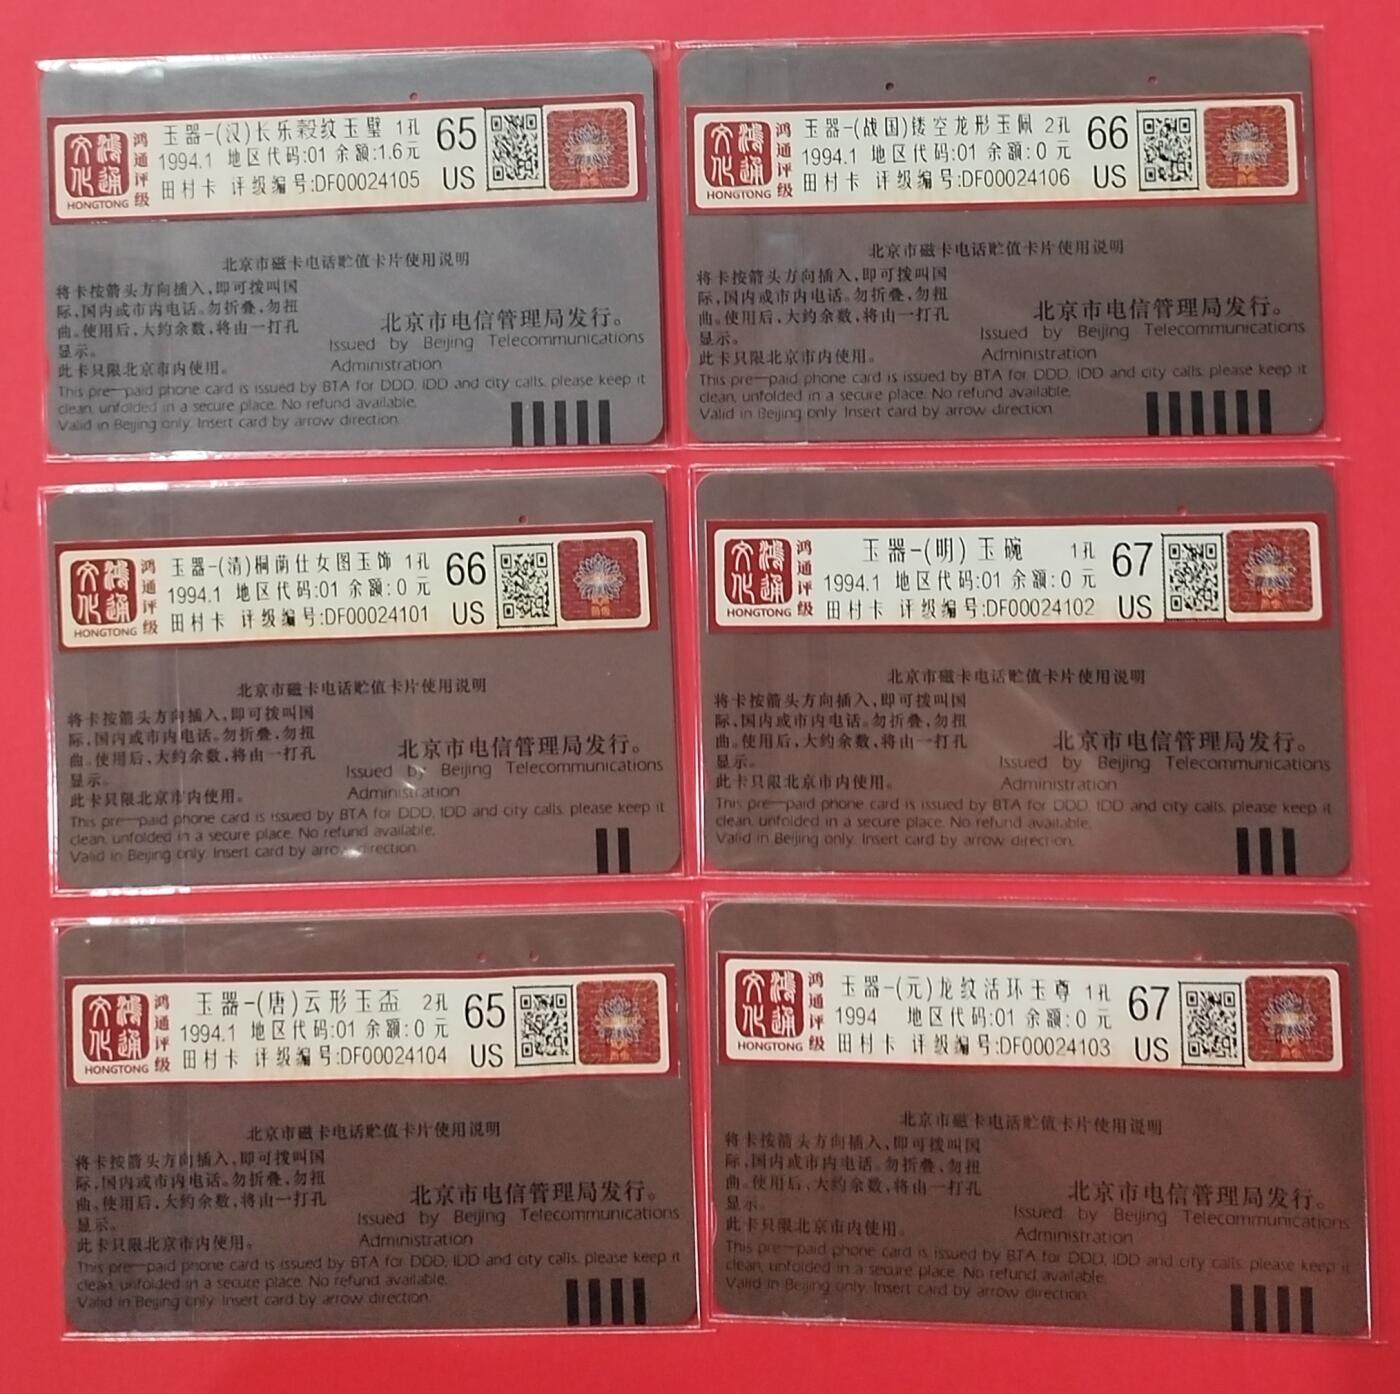 鸿通文化
HONGTONG
鸿通评级
玉器-(汉)长乐穀纹玉璧 1孔
1994.1 地区代码:01 余额:1.6元
田村卡 评级编号:DF00024105
65
US
北京市磁卡电话贮值卡片使用说明
将卡按箭头方向插入,即可拨叫国
际,国内或市内电话。勿折叠,勿扭
曲。使用后,大约余数,将由一打孔
显示。
此卡只限北京市内使用。
北京市电信管理局发行。
Issued by Beijing Telecommunications
Administration
This pre—paid phone card is issued by BTA for DDD, IDD and city calls, please keep it
clean, unfolded in a secure place. No refund available.
Valid in Beijing only. Insert card by arrow direction.
鸿通文化
HONGTONG
鸿通评级
玉器-(战国)镂空龙形玉佩 2孔
1994.1 地区代码:01 余额:0 元
田村卡 评级编号:DF00024106
66
US
北京市磁卡电话贮值卡片使用说明
将卡按箭头方向插入,即可拨叫国
际,国内或市内电话。勿折叠,勿扭
曲。使用后,大约余数,将由一打孔
显示。
此卡只限北京市内使用。
北京市电信管理局发行。
Issued by Beijing Telecommunications
Administration
This pre—paid phone card is issued by BTA for DDD, IDD and city calls, please keep it
clean, unfolded in a secure place. No refund available.
Valid in Beijing only. Insert card by arrow direction.
鸿通文化
HONGTONG
鸿通评级
玉器-(清)桐荫仕女图玉饰 1孔
1994.1 地区代码:01 余额:0 元
田村卡 评级编号:DF00024101
66
US
北京市磁卡电话贮值卡片使用说明
将卡按箭头方向插入,即可拨叫国
际,国内或市内电话。勿折叠,勿扭
曲。使用后,大约余数,将由一打孔
显示。
此卡只限北京市内使用。
北京市电信管理局发行。
Issued by Beijing Telecommunications
Administration
This pre—paid phone card is issued by BTA for DDD, IDD and city calls, please keep it
clean, unfolded in a secure place. No refund available.
Valid in Beijing only. Insert card by arrow direction.
鸿通文化
HONGTONG
鸿通评级
玉器-(明) 玉碗 1孔
1994.1 地区代码:01 余额:0 元
田村卡 评级编号:DF00024102
67
US
北京市磁卡电话贮值卡片使用说明
将卡按箭头方向插入,即可拨叫国
际,国内或市内电话。勿折叠,勿扭
曲。使用后,大约余数,将由一打孔
显示。
此卡只限北京市内使用。
北京市电信管理局发行。
Issued by Beijing Telecommunications
Administration
This pre—paid phone card is issued by BTA for DDD, IDD and city calls, please keep it
clean, unfolded in a secure place. No refund available.
Valid in Beijing only. Insert card by arrow direction.
鸿通文化
HONGTONG
鸿通评级
玉器-(唐)云形玉盃 2孔
1994.1 地区代码:01 余额:0 元
田村卡 评级编号:DF00024104
65
US
北京市磁卡电话贮值卡片使用说明
将卡按箭头方向插入,即可拨叫国
际,国内或市内电话。勿折叠,勿扭
曲。使用后,大约余数,将由一打孔
显示。
此卡只限北京市内使用。
北京市电信管理局发行。
Issued by Beijing Telecommunications
Administration
This pre—paid phone card is issued by BTA for DDD, IDD and city calls, please keep it
clean, unfolded in a secure place. No refund available.
Valid in Beijing only. Insert card by arrow direction.
鸿通文化
HONGTONG
鸿通评级
玉器-(元)龙纹活环玉尊 1孔
1994 地区代码:01 余额:0 元
田村卡 评级编号:DF00024103
67
US
北京市磁卡电话贮值卡片使用说明
将卡按箭头方向插入,即可拨叫国
际,国内或市内电话。勿折叠,勿扭
曲。使用后,大约余数,将由一打孔
显示。
此卡只限北京市内使用。
北京市电信管理局发行。
Issued by Beijing Telecommunications
Administration
This pre—paid phone card is issued by BTA for DDD, IDD and city calls, please keep it
clean, unfolded in a secure place. No refund available.
Valid in Beijing only. Insert card by arrow direction.